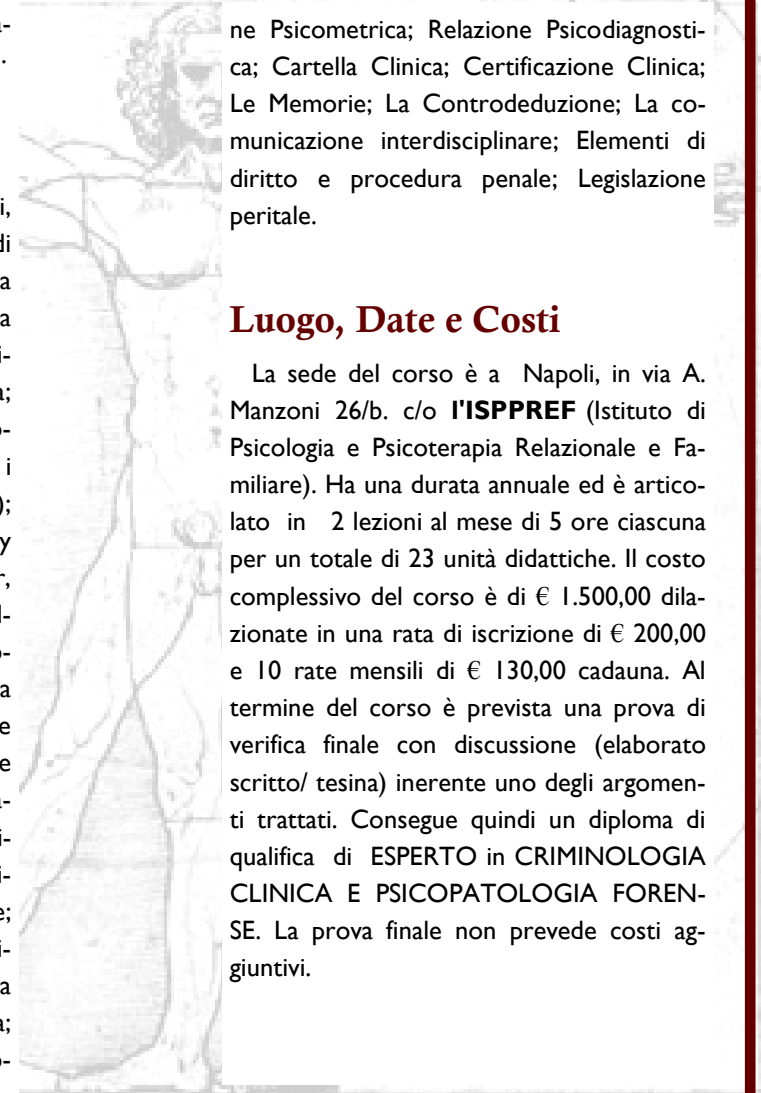 a-
.
i,
di
a
a
i-
a;
o-
i
);
y
r,
l-
o-
a
e
e
a-
i-
i-
e;
i-
a
a;
o-
ne Psicometrica; Relazione Psicodiagnosti-
ca; Cartella Clinica; Certificazione Clinica;
Le Memorie; La Controdeduzione; La co-
municazione interdisciplinare; Elementi di
diritto e procedura penale; Legislazione
peritale.
Luogo, Date e Costi
La sede del corso è a Napoli, in via A.
Manzoni 26/b. c/o l'ISPPREF (Istituto di
Psicologia e Psicoterapia Relazionale e Fa-
miliare). Ha una durata annuale ed è artico-
lato in 2 lezioni al mese di 5 ore ciascuna
per un totale di 23 unità didattiche. Il costo
complessivo del corso è di € 1.500,00 dila-
zionate in una rata di iscrizione di € 200,00
e 10 rate mensili di € 130,00 cadauna. Al
termine del corso è prevista una prova di
verifica finale con discussione (elaborato
scritto/ tesina) inerente uno degli argomen-
ti trattati. Consegue quindi un diploma di
qualifica di ESPERTO in CRIMINOLOGIA
CLINICA E PSICOPATOLOGIA FOREN-
SE. La prova finale non prevede costi ag-
giuntivi.